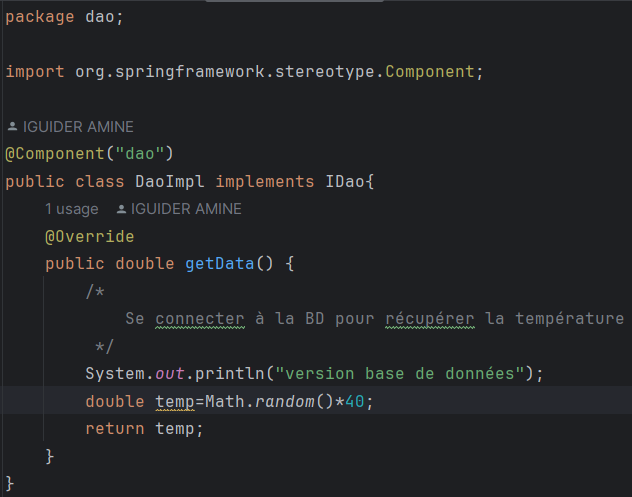 package dao;
import org.springframework.stereotype.Component;
IGUIDER AMINE
@Component("dao")
public class DaoImpl implements IDao{
1 usage IGUIDER AMINE
@Override
public double getData() {
/*
Se connecter à la BD pour récupérer la température
*/
System.out.println("version base de données");
double temp=Math.random()*40;
return temp;
}
}